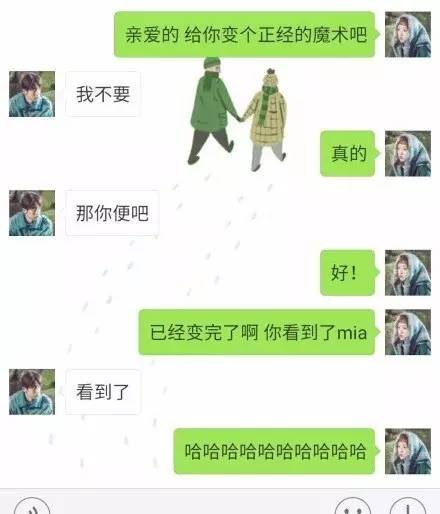 亲爱的 给你变个正经的魔术吧
我不要
真的
那你便吧
好！
已经变完了啊 你看到了mia
看到了
哈哈哈哈哈哈哈哈哈哈